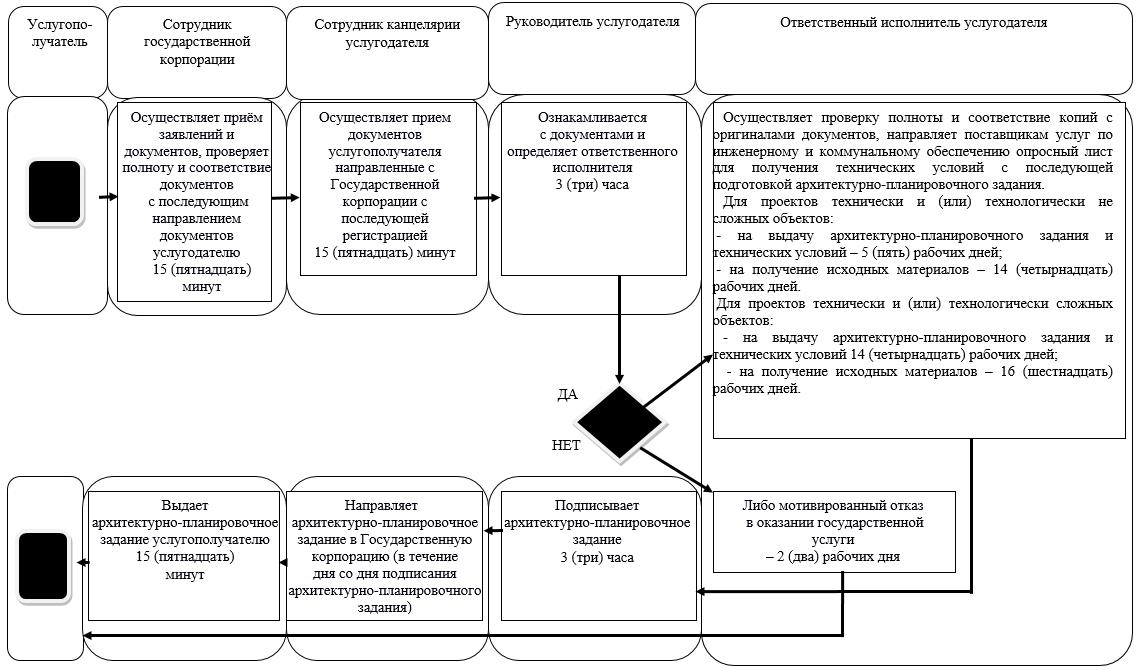 Услугопо-
лучатель
Сотрудник
государственной
корпорации
Сотрудник канцелярии
услугодателя
Руководитель услугодателя
Ответственный исполнитель услугодателя
Осуществляет приём
заявлений и
документов, проверяет
полноту и соответствие
документов
с последующим
направлением
документов
услугодателю
15 (пятнадцать)
минут
Осуществляет прием
документов
услугополучателя
направленные с
Государственной
корпорации с
последующей
регистрацией
15 (пятнадцать) минут
Ознакамливается
с документами и
определяет ответственного
исполнителя
3 (три) часа
Осуществляет проверку полноты и соответствие копий с
оригиналами документов, направляет поставщикам услуг по
инженерному и коммунальному обеспечению опросный лист
для получения технических условий с последующей
подготовкой архитектурно-планировочного задания.
Для проектов технически и (или) технологически не
сложных объектов:
- на выдачу архитектурно-планировочного задания и
технических условий – 5 (пять) рабочих дней;
- на получение исходных материалов – 14 (четырнадцать)
рабочих дней.
Для проектов технически и (или) технологически сложных
объектов:
- на выдачу архитектурно-планировочного задания и
технических условий 14 (четырнадцать) рабочих дней;
- на получение исходных материалов – 16 (шестнадцать)
рабочих дней.
ДА
НЕТ
Выдает
архитектурно-планировочное
задание услугополучателю
15 (пятнадцать)
минут
Направляет
архитектурно-планировочное
задание в Государственную
корпорацию (в течение
дня со дня подписания
архитектурно-планировочного
задания)
Подписывает
архитектурно-планировочное
задание
3 (три) часа
Либо мотивированный отказ
в оказании государственной
услуги
– 2 (два) рабочих дня